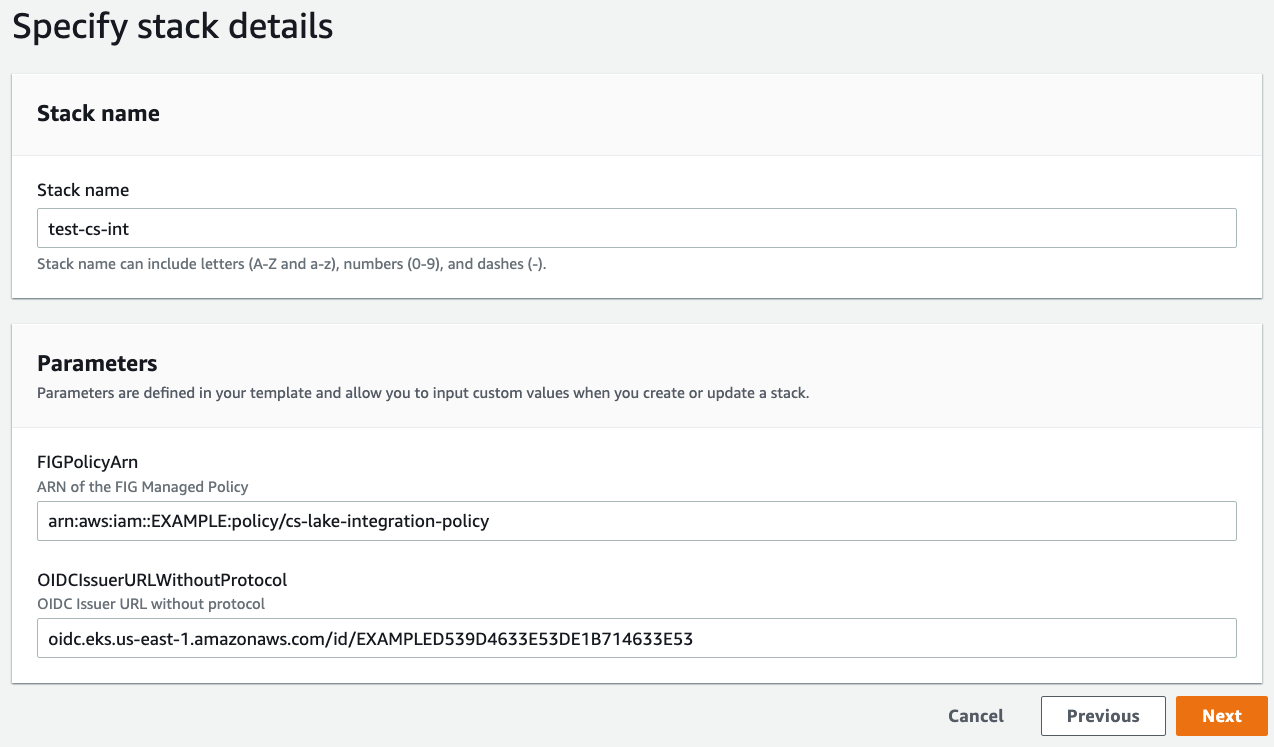 Specify stack details
Stack name
Stack name
test-cs-int
Stack name can include letters (A-Z and a-z), numbers (0-9), and dashes (-).
Parameters
Parameters are defined in your template and allow you to input custom values when you create or update a stack.
FIGPolicyArn
ARN of the FIG Managed Policy
arn:aws:iam::EXAMPLE:policy/cs-lake-integration-policy
OIDCIssuerURLWithoutProtocol
OIDC Issuer URL without protocol
oidc.eks.us-east-1.amazonaws.com/id/EXAMPLED539D4633E53DE1B714633E53
Cancel
Previous
Next